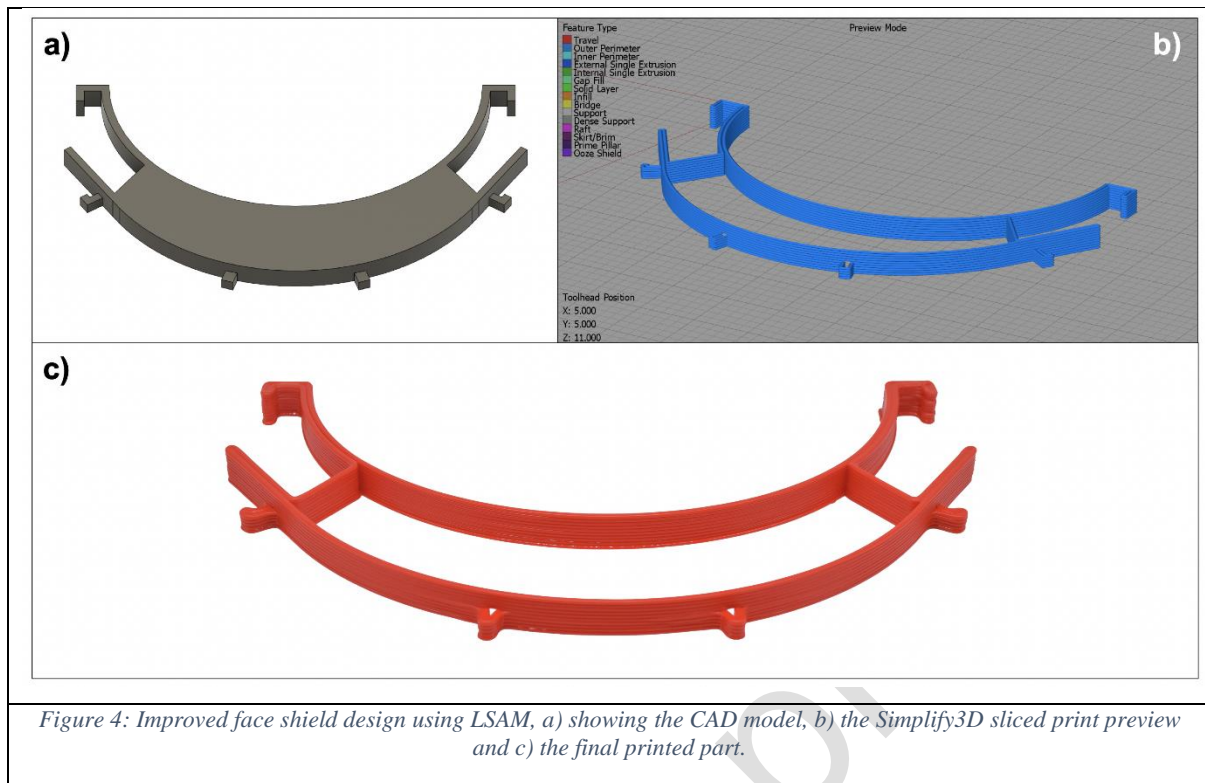 a)
Feature Type
Travel
Outer Perimeter
Inner Perimeter
External Single Extrusion
Internal Single Extrusion
Gap Fill
Solid Layer
Infill
Bridge
Support
Dense Support
Raft
Skirt/Brim
Prime Pillar
Ooze Shield
Preview Mode
b)
Toolhead Position
X: 5.000
Y: 5.000
Z: 11.000
c)
Figure 4: Improved face shield design using LSAM, a) showing the CAD model, b) the Simplify3D sliced print preview
and c) the final printed part.